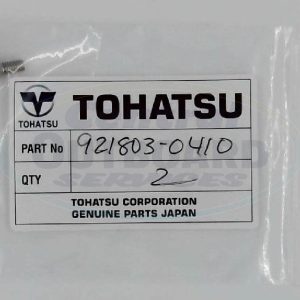 TOHATSU
TOHATSU
PART No 921803-0410
QTY 2
TOHATSU CORPORATION
GENUINE PARTS JAPAN